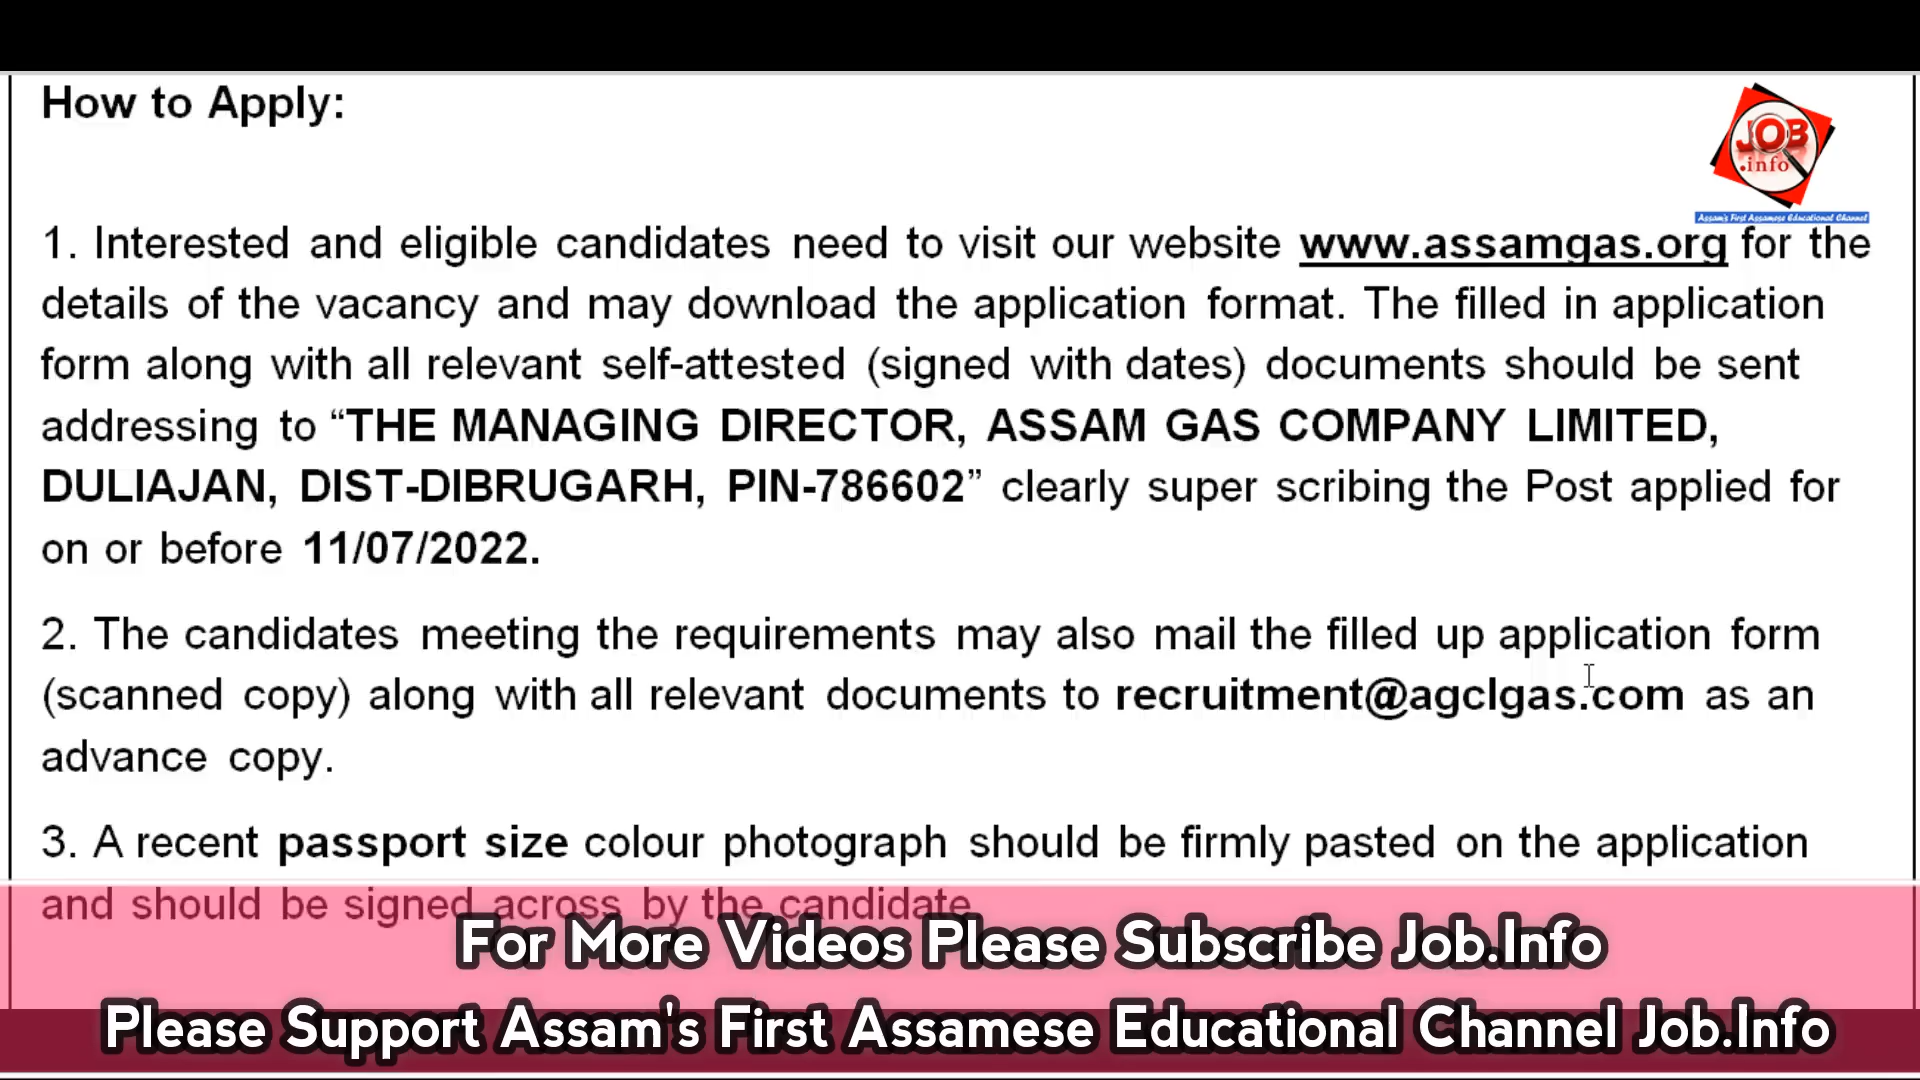 How to Apply:
JOB
.info
Assam's First Assamese Educational Channel
1. Interested and eligible candidates need to visit our website www.assamgas.org for the
details of the vacancy and may download the application format. The filled in application
form along with all relevant self-attested (signed with dates) documents should be sent
addressing to “THE MANAGING DIRECTOR, ASSAM GAS COMPANY LIMITED,
DULIAJAN, DIST-DIBRUGARH, PIN-786602” clearly super scribing the Post applied for
on or before 11/07/2022.
2. The candidates meeting the requirements may also mail the filled up application form
(scanned copy) along with all relevant documents to recruitment@agclgas.com as an
advance copy.
3. A recent passport size colour photograph should be firmly pasted on the application
and should be signed across by the candidate
For More Videos Please Subscribe Job.Info
Please Support Assam's First Assamese Educational Channel Job.Info